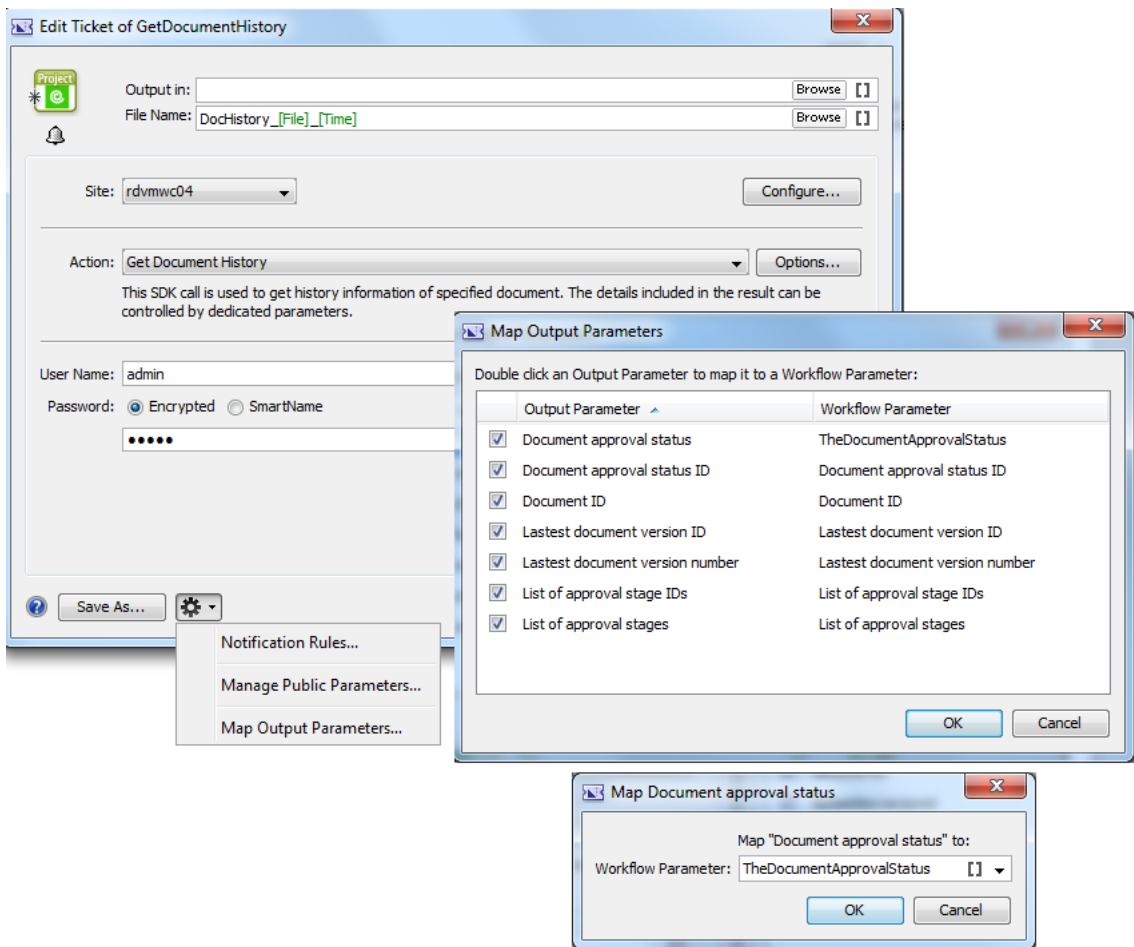 Edit Ticket of GetDocumentHistory
Project
Output in:
Browse []
File Name: DocHistory_[File]_[Time]
Browse []
Site: rdvmwc04
Configure...
Action: Get Document History
Options...
This SDK call is used to get history information of specified document. The details included in the result can be
controlled by dedicated parameters.
User Name: admin
Password: Encrypted SmartName
•••••
Save As...
Notification Rules...
Manage Public Parameters...
Map Output Parameters...
Map Output Parameters
Double click an Output Parameter to map it to a Workflow Parameter:
Output Parameter Workflow Parameter
Document approval status TheDocumentApprovalStatus
Document approval status ID Document approval status ID
Document ID Document ID
Lastest document version ID Lastest document version ID
Lastest document version number Lastest document version number
List of approval stage IDs List of approval stage IDs
List of approval stages List of approval stages
OK Cancel
Map Document approval status
Map "Document approval status" to:
Workflow Parameter: TheDocumentApprovalStatus []
OK Cancel